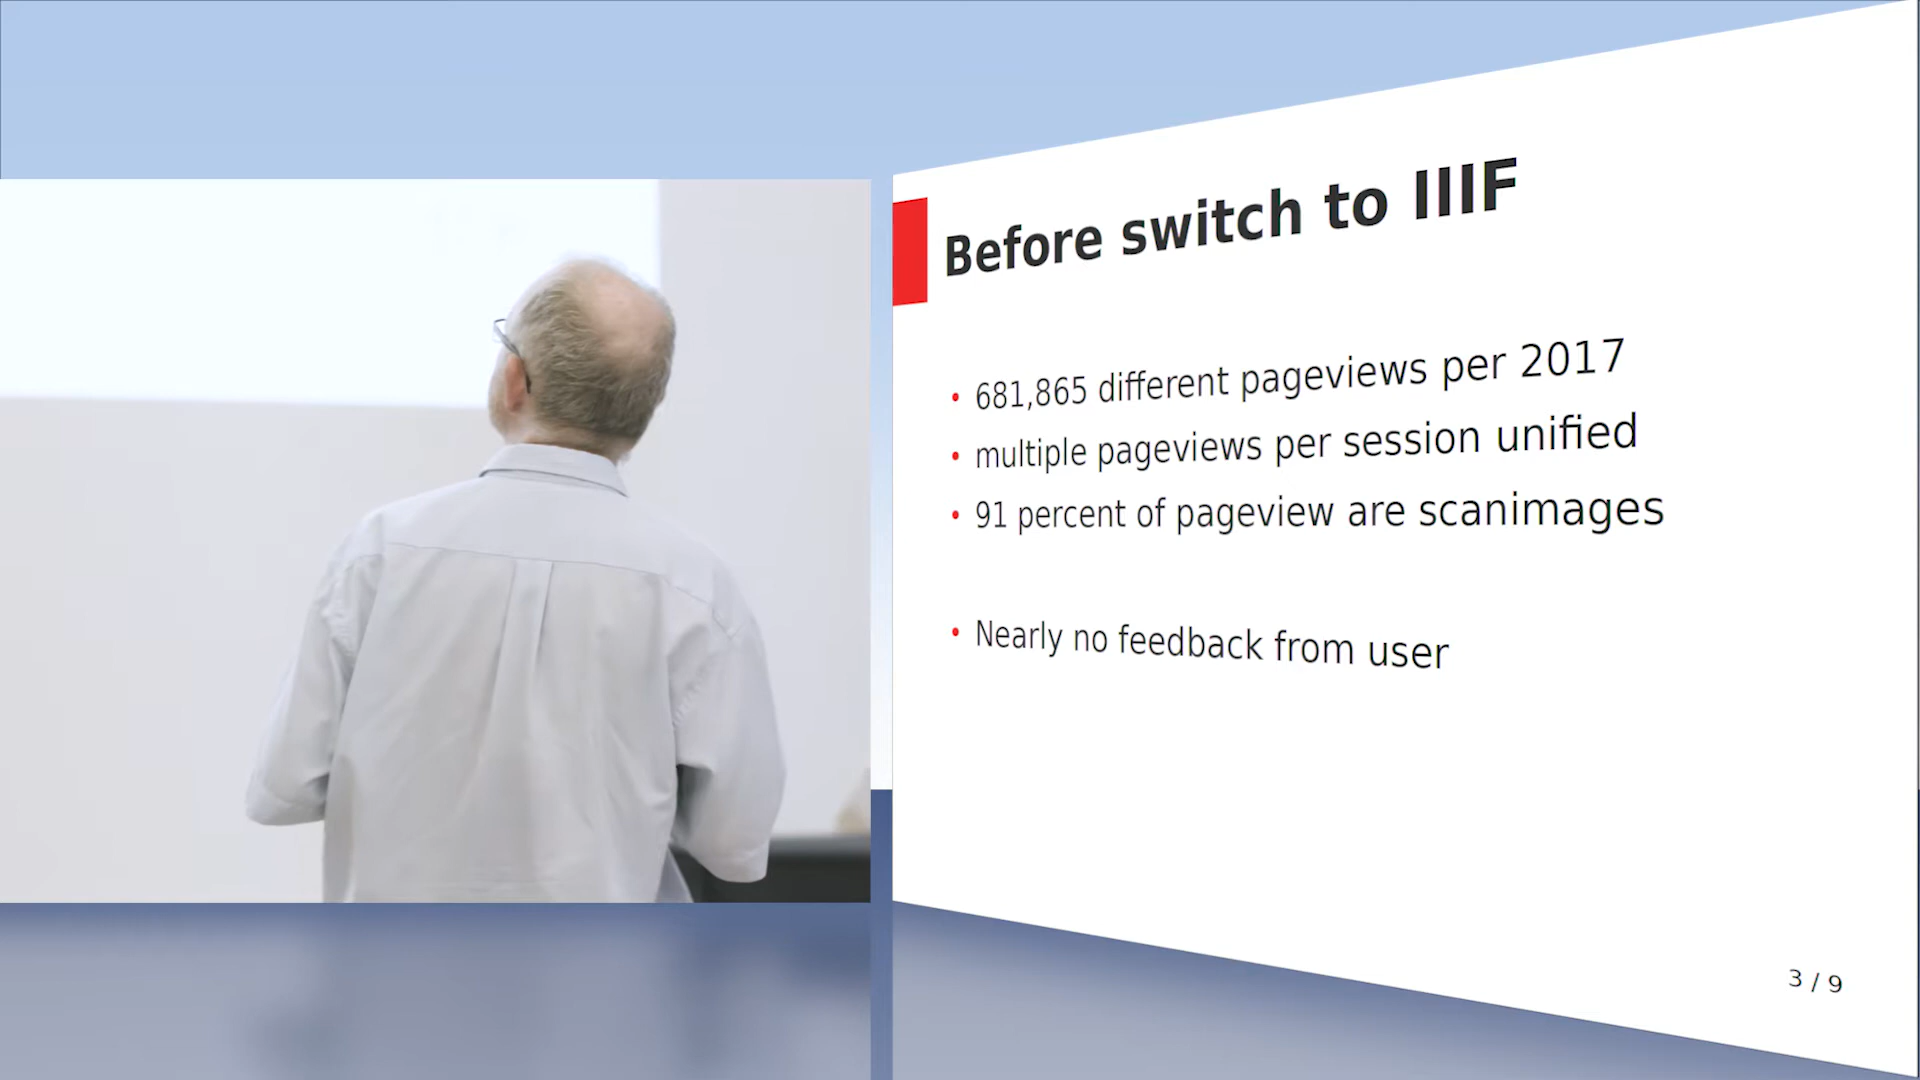 Before switch to IIIF
• 681,865 different pageviews per 2017
• multiple pageviews per session unified
• 91 percent of pageview are scanimages
• Nearly no feedback from user
3 / 9